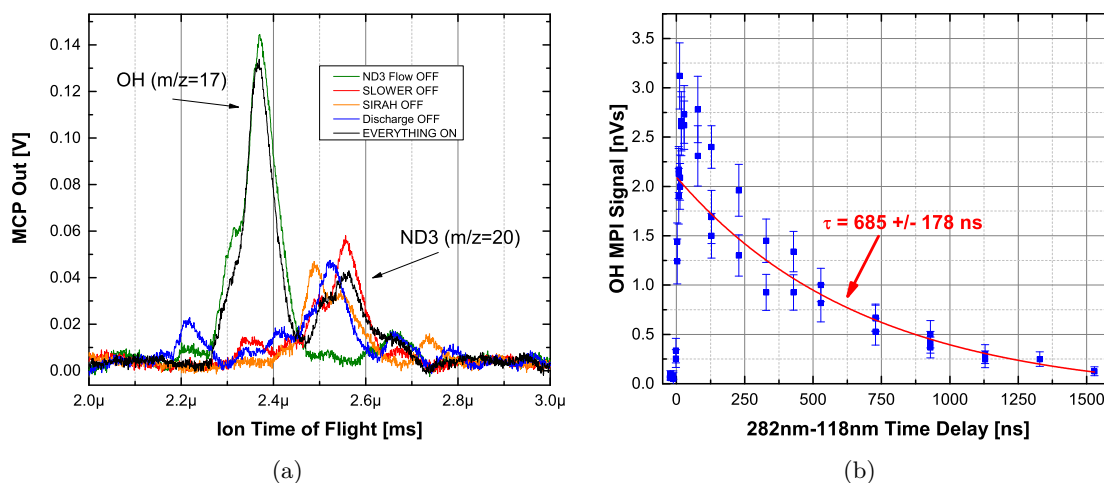 0.14
0.12
0.10
0.08
0.06
0.04
0.02
0.00
MCP Out [V]
OH (m/z=17)
ND3 Flow OFF
SLOWER OFF
SIRAH OFF
Discharge OFF
EVERYTHING ON
ND3 (m/z=20)
2.0µ 2.2µ 2.4µ 2.6µ 2.8µ 3.0µ
Ion Time of Flight [ms]
(a)
3.5
3.0
2.5
2.0
1.5
1.0
0.5
0.0
OH MPI Signal [nVs]
τ = 685 +/- 178 ns
0 250 500 750 1000 1250 1500
282nm-118nm Time Delay [ns]
(b)